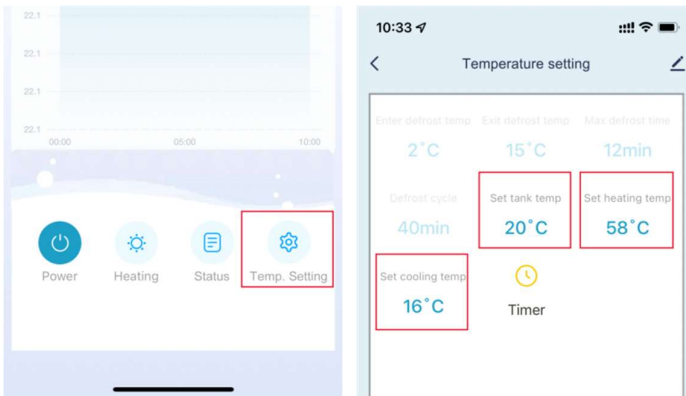 22.1
22.1
22.1
22.1
00:00 05:00 10:00
Power Heating Status Temp. Setting
10:33
Temperature setting
Enter defrost temp Exit defrost temp Max defrost time
2°C 15°C 12min
Defrost cycle Set tank temp Set heating temp
40min 20°C 58°C
Set cooling temp
16°C Timer